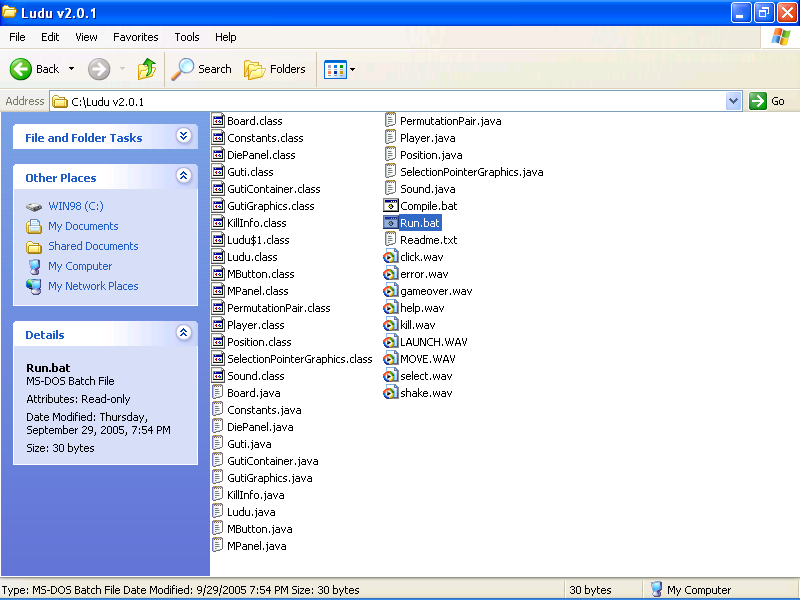 Ludu v2.0.1
File Edit View Favorites Tools Help
Back Search Folders
Address C:\Ludu v2.0.1 Go
File and Folder Tasks
Other Places
WIN98 (C:)
My Documents
Shared Documents
My Computer
My Network Places
Details
Run.bat
MS-DOS Batch File
Attributes: Read-only
Date Modified: Thursday,
September 29, 2005, 7:54 PM
Size: 30 bytes
Board.class
Constants.class
DiePanel.class
Guti.class
GutiContainer.class
GutiGraphics.class
KillInfo.class
Ludu$1.class
Ludu.class
MButton.class
MPanel.class
PermutationPair.class
Player.class
Position.class
SelectionPointerGraphics.class
Sound.class
Board.java
Constants.java
DiePanel.java
Guti.java
GutiContainer.java
GutiGraphics.java
KillInfo.java
Ludu.java
MButton.java
MPanel.java
PermutationPair.java
Player.java
Position.java
SelectionPointerGraphics.java
Sound.java
Compile.bat
Run.bat
Readme.txt
click.wav
error.wav
gameover.wav
help.wav
kill.wav
LAUNCH.WAV
MOVE.WAV
select.wav
shake.wav
Type: MS-DOS Batch File Date Modified: 9/29/2005 7:54 PM Size: 30 bytes 30 bytes My Computer